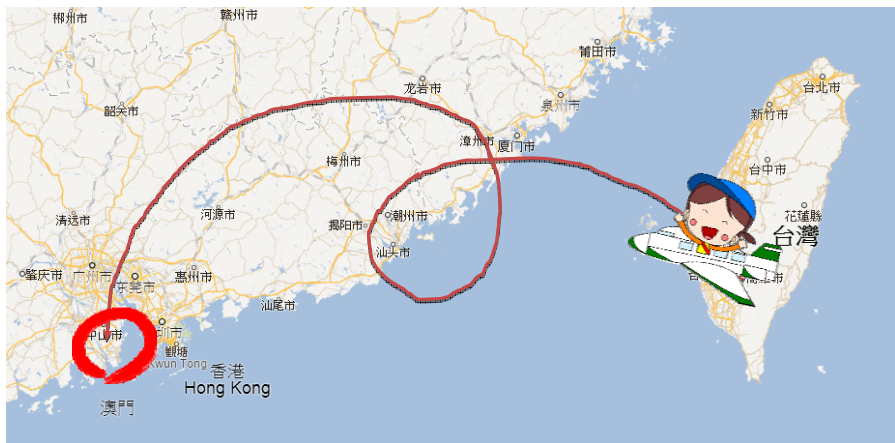 郴州市
赣州市
莆田市
龙岩市
台北市
泉州市
韶关市
新竹市
漳州市
厦门市
梅州市
台中市
河源市
潮州市
花蓮縣
清远市
揭阳市
台灣
汕头市
肇庆市
广州市
惠州市
东莞市
汕尾市
中山市
圳市
觀塘
Kwun Tong
香港
Hong Kong
澳門